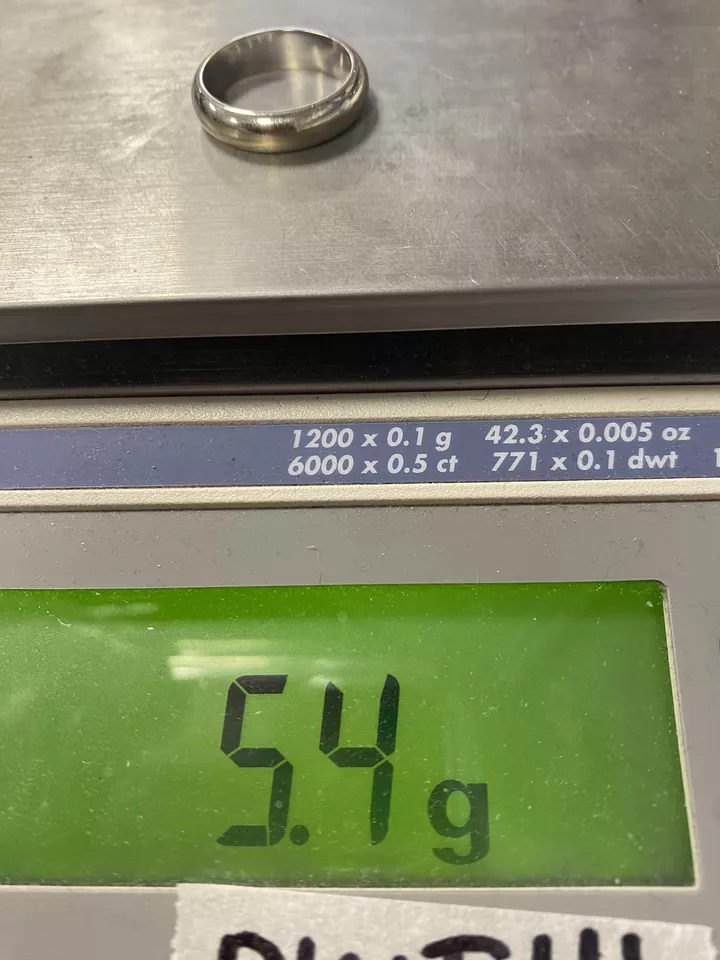 1200 x 0.1 g 42.3 x 0.005 oz
6000 x 0.5 ct 771 x 0.1 dwt
5.4 g